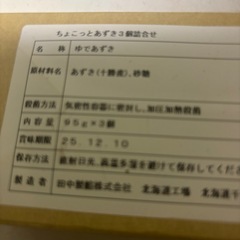 ちょこっとあずき3個詰合せ
名 称 ゆであずき
原材料名 あずき(十勝産)、砂糖
殺菌方法 気密性容器に密封し、加圧加熱殺菌
内 容 量 95g×3個
賞味期限 25.12.10
保存方法 直射日光、高温多湿を避けて保存してくださ
製 造 者 田中製餡株式会社 北海道工場 北海道